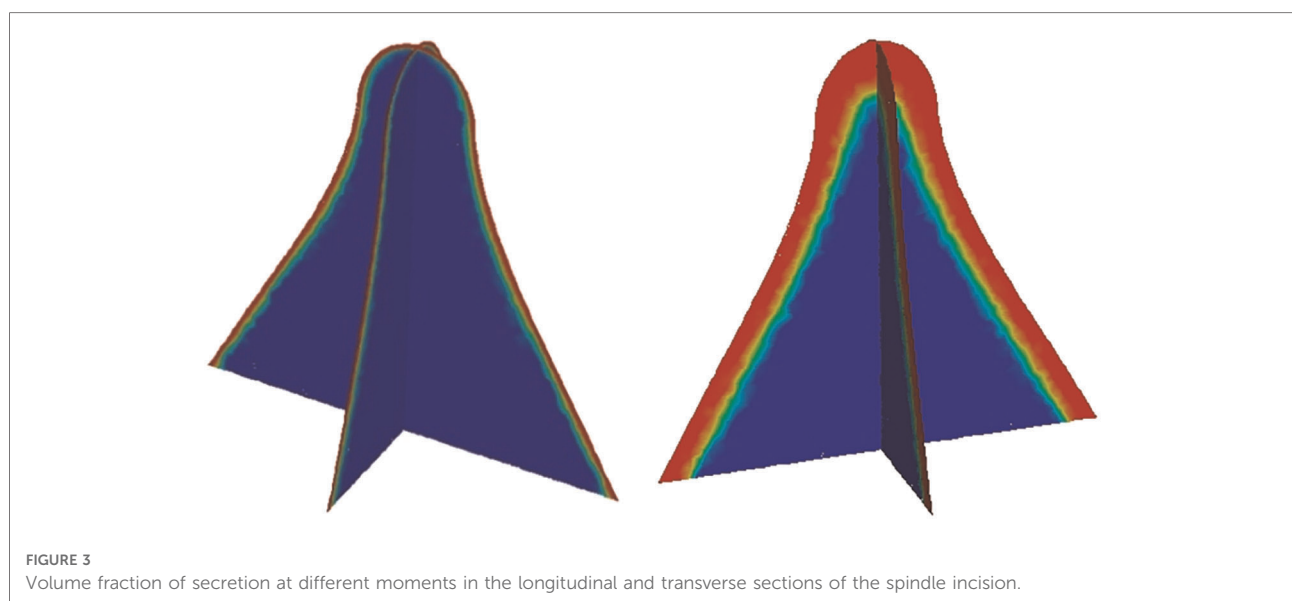 FIGURE 3
Volume fraction of secretion at different moments in the longitudinal and transverse sections of the spindle incision.